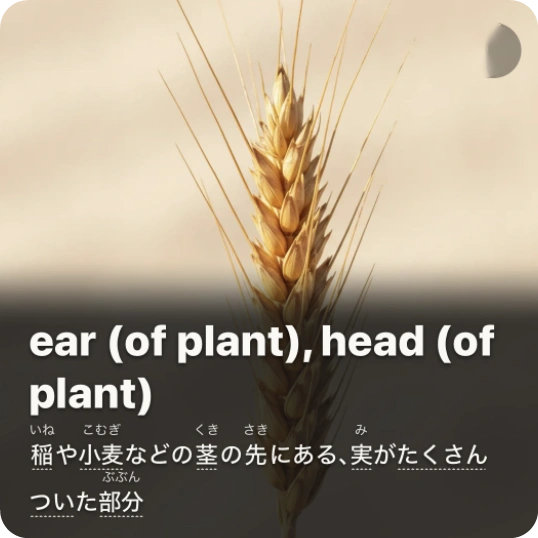 ear (of plant), head (of
plant)
いね こむぎ くき さき み
稲や小麦などの茎の先にある、実がたくさん
ぶぶん
ついた部分